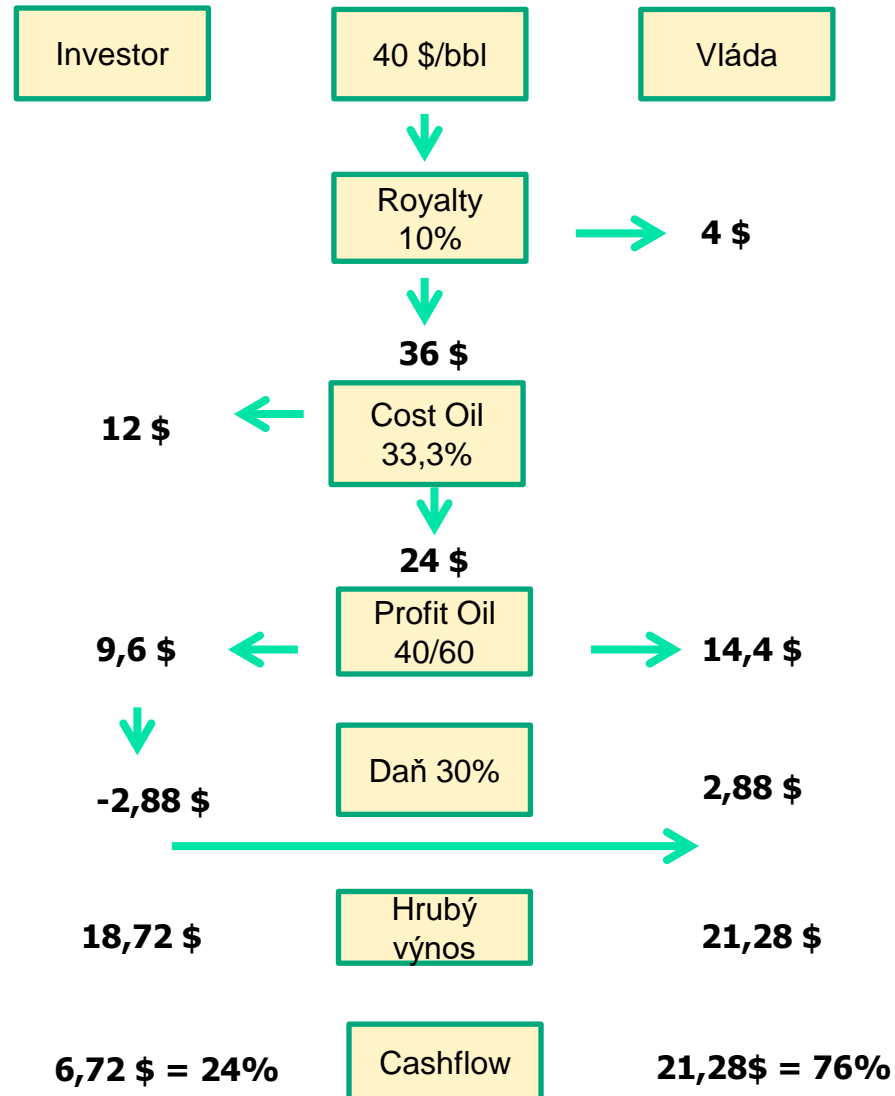 Investor
40 $/bbl
Vláda
Royalty
10%
4 $
36 $
12 $
Cost Oil
33,3%
24 $
9,6 $
Profit Oil
40/60
14,4 $
-2,88 $
Daň 30%
2,88 $
18,72 $
Hrubý
výnos
21,28 $
6,72 $ = 24%
Cashflow
21,28$ = 76%